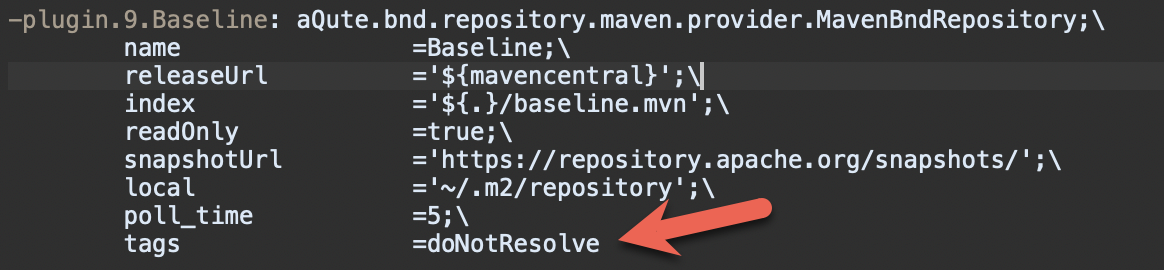 -plugin.9.Baseline: aQute.bnd.repository.maven.provider.MavenBndRepository;\
name =Baseline;\
releaseUrl ='${mavencentral}';\
index ='${.}/baseline.mvn';\
readOnly =true;\
snapshotUrl ='https://repository.apache.org/snapshots/';\
local ='~/.m2/repository';\
poll_time =5;\
tags =doNotResolve